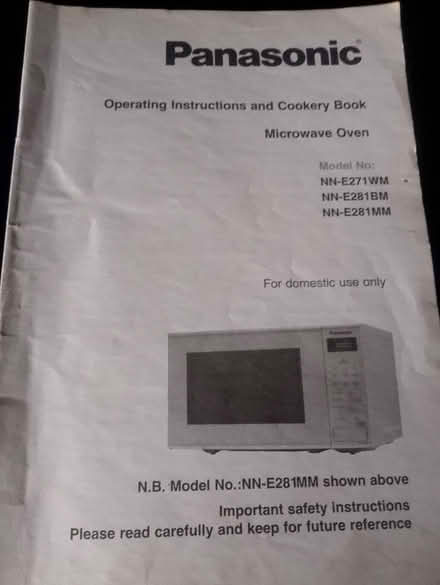 Panasonic®
Operating Instructions and Cookery Book
Microwave Oven
Model No:
NN-E271WM
NN-E281BM
NN-E281MM
For domestic use only
Panasonic
N.B. Model No.:NN-E281MM shown above
Important safety instructions
Please read carefully and keep for future reference